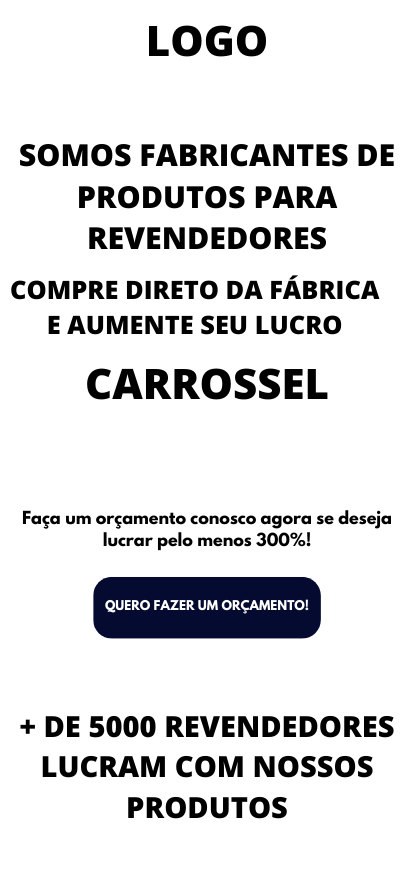 LOGO
SOMOS FABRICANTES DE
PRODUTOS PARA
REVENDEDORES
COMPRE DIRETO DA FÁBRICA
E AUMENTE SEU LUCRO
CARROSSEL
Faça um orçamento conosco agora se deseja
lucrar pelo menos 300%!
QUERO FAZER UM ORÇAMENTO!
+ DE 5000 REVENDEDORES
LUCRAM COM NOSSOS
PRODUTOS